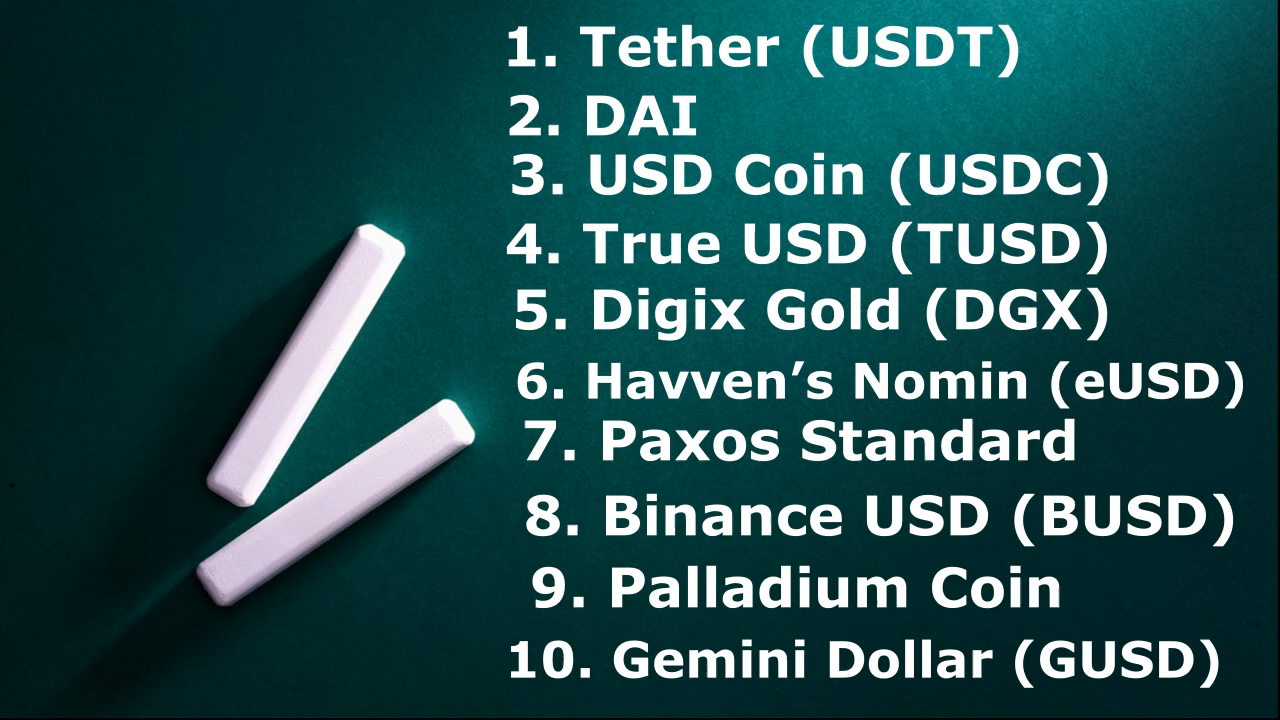 1. Tether (USDT)
2. DAI
3. USD Coin (USDC)
4. True USD (TUSD)
5. Digix Gold (DGX)
6. Havven’s Nomin (eUSD)
7. Paxos Standard
8. Binance USD (BUSD)
9. Palladium Coin
10. Gemini Dollar (GUSD)